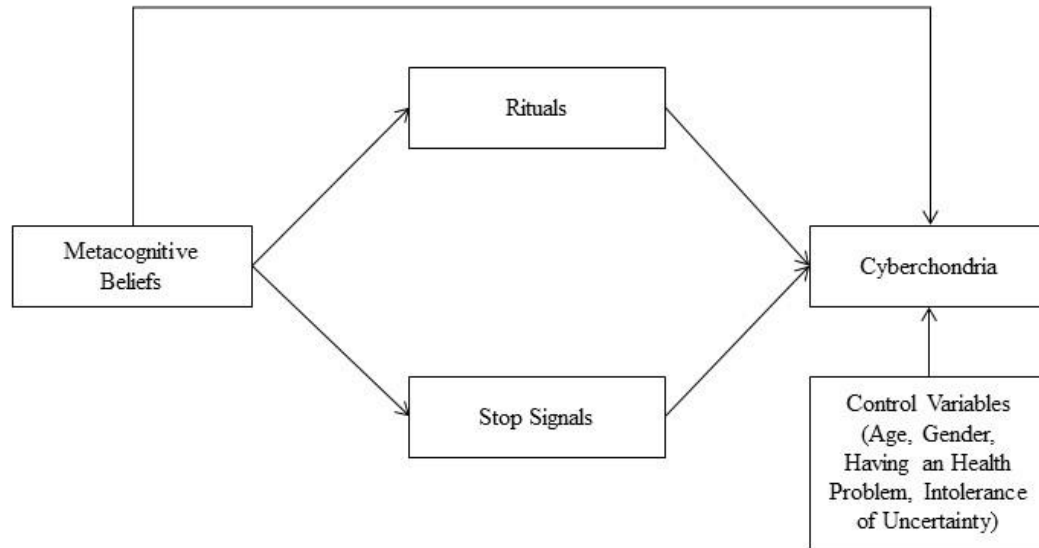 Rituals
Metacognitive
Beliefs
Cyberchondria
Stop Signals
Control Variables
(Age, Gender,
Having an Health
Problem, Intolerance
of Uncertainty)